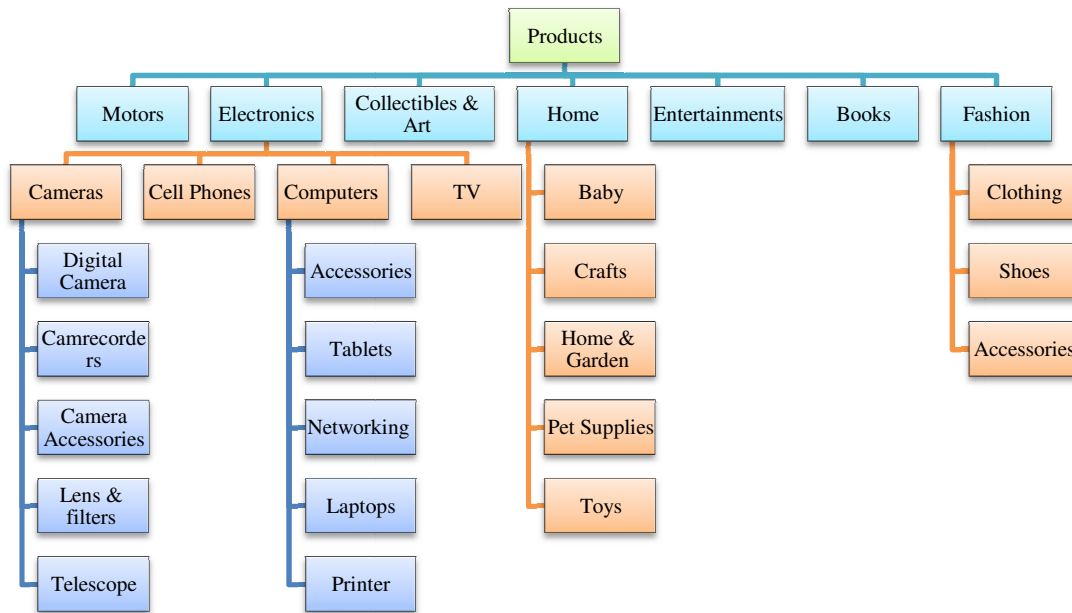 Products
Motors
Electronics
Collectibles &
Art
Home
Entertainments
Books
Fashion
Cameras
Cell Phones
Computers
TV
Baby
Clothing
Digital
Camera
Accessories
Crafts
Shoes
Camrecorde
rs
Tablets
Home &
Garden
Accessories
Camera
Accessories
Networking
Pet Supplies
Lens &
filters
Laptops
Toys
Telescope
Printer